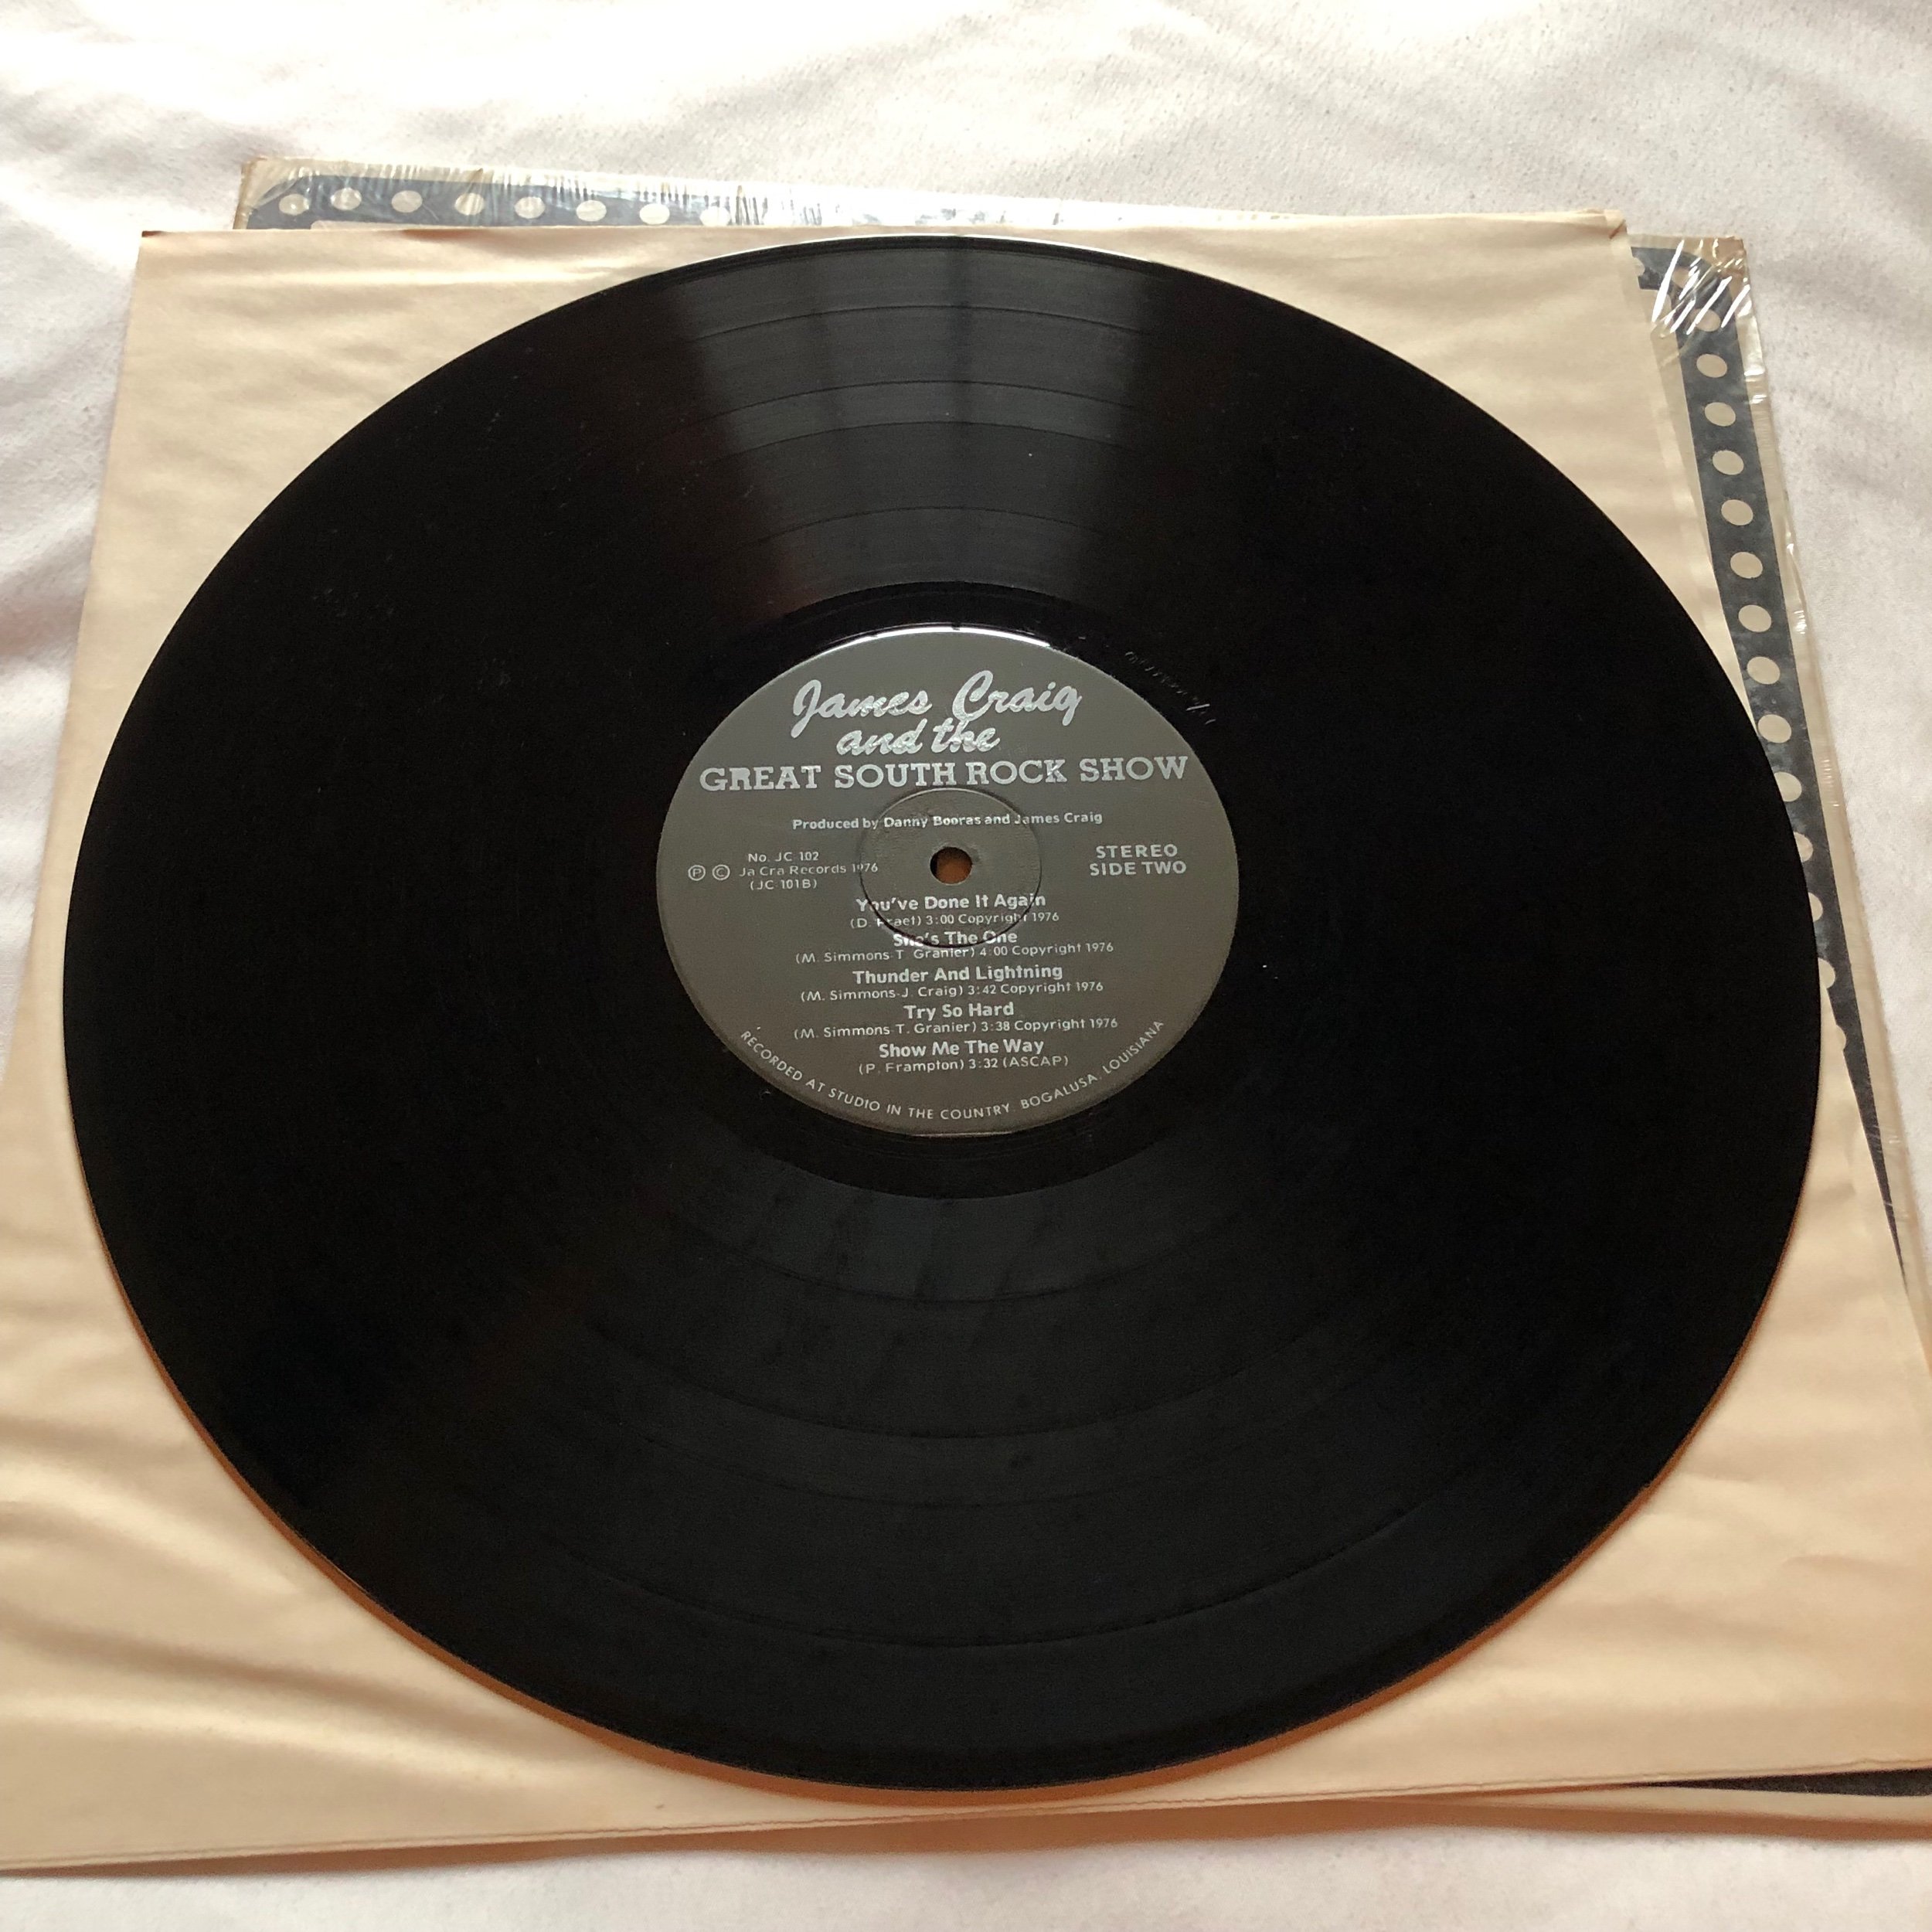 James Craig
and the
GREAT SOUTH ROCK SHOW
Produced by Danny Booras and James Craig
No. JC 102
Ⓟ Ⓒ Ja Cra Records 1976
(JC 101B)
STEREO
SIDE TWO
You've Done It Again
(D. 3:00 Copyright 1976
She's The One
(M. Simmons-T. Granier) 4:00 Copyright 1976
Thunder And Lightning
(M. Simmons-J. Craig) 3:42 Copyright 1976
Try So Hard
(M. Simmons-T. Granier) 3:38 Copyright 1976
Show Me The Way
(P. Frampton) 3:32 (ASCAP)
RECORDED AT STUDIO IN THE COUNTRY. BOGALUSA, LOUISIANA